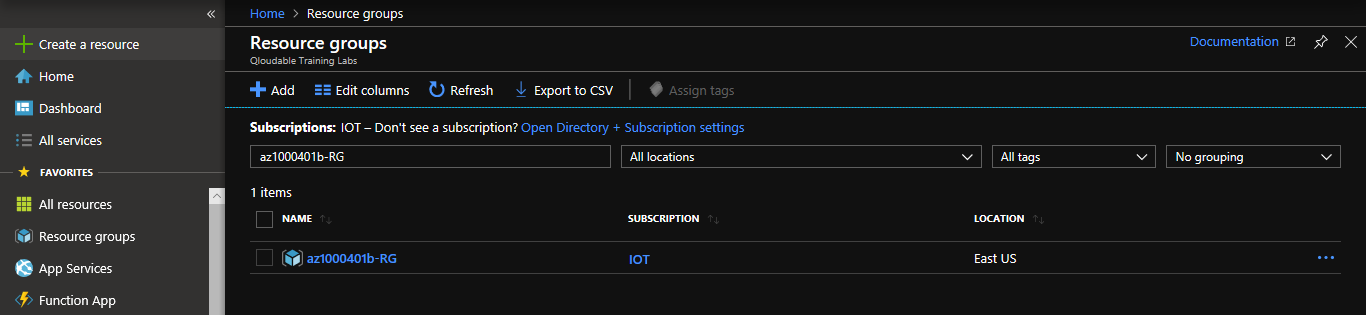 «
Create a resource
Home
Dashboard
All services
FAVORITES
All resources
Resource groups
App Services
Function App
Home > Resource groups
Resource groups
Qloudable Training Labs
Documentation
Add Edit columns Refresh Export to CSV Assign tags
Subscriptions: IOT – Don't see a subscription? Open Directory + Subscription settings
az1000401b-RG All locations All tags No grouping
1 items
NAME SUBSCRIPTION LOCATION
az1000401b-RG IOT East US